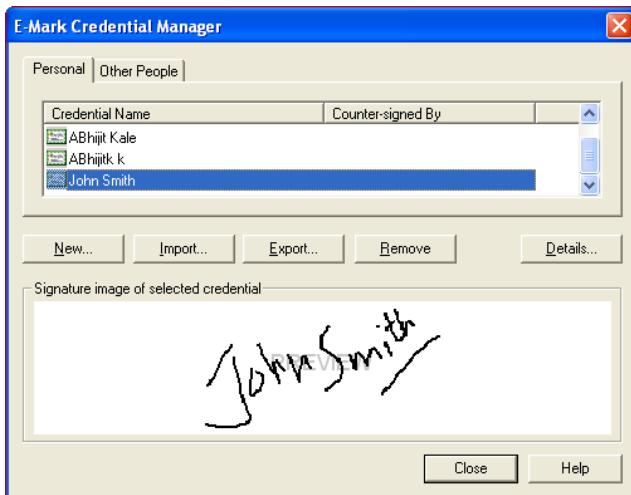 E-Mark Credential Manager
Personal Other People
Credential Name Counter-signed By
ABhijit Kale
ABhijitk k
John Smith
New... Import... Export... Remove Details...
Signature image of selected credential
John Smith
PREVIEW
Close Help